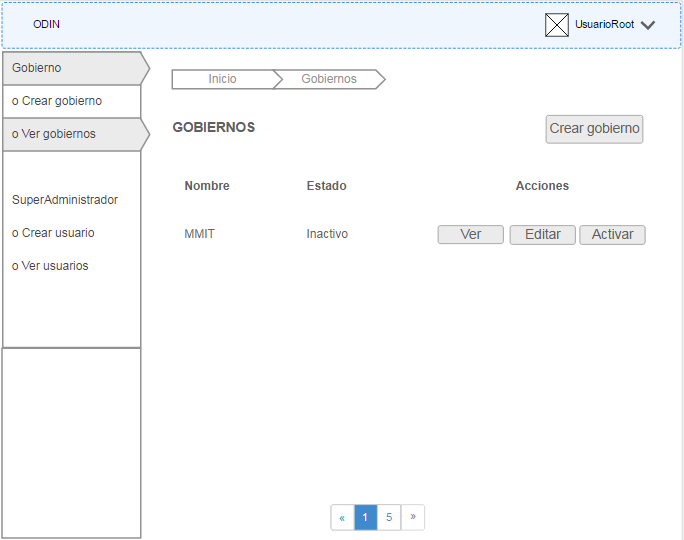 ODIN
UsuarioRoot
Gobierno
o Crear gobierno
o Ver gobiernos
SuperAdministrador
o Crear usuario
o Ver usuarios
Inicio Gobiernos
GOBIERNOS
Crear gobierno
Nombre Estado Acciones
MMIT Inactivo Ver Editar Activar
« 1 5 »